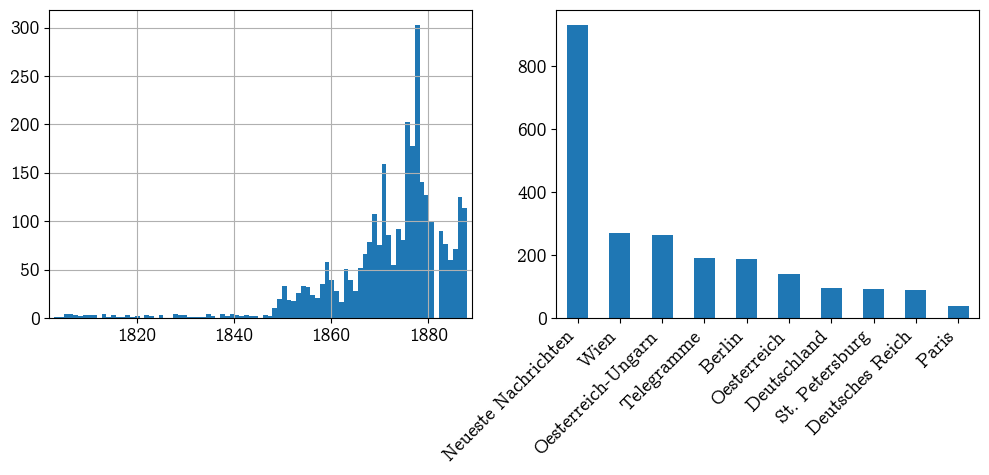 300
250
200
150
100
50
0
1820 1840 1860 1880
800
600
400
200
0
Neueste Nachrichten
Wien
Oesterreich-Ungarn
Telegramme
Berlin
Oesterreich
Deutschland
St. Petersburg
Deutsches Reich
Paris